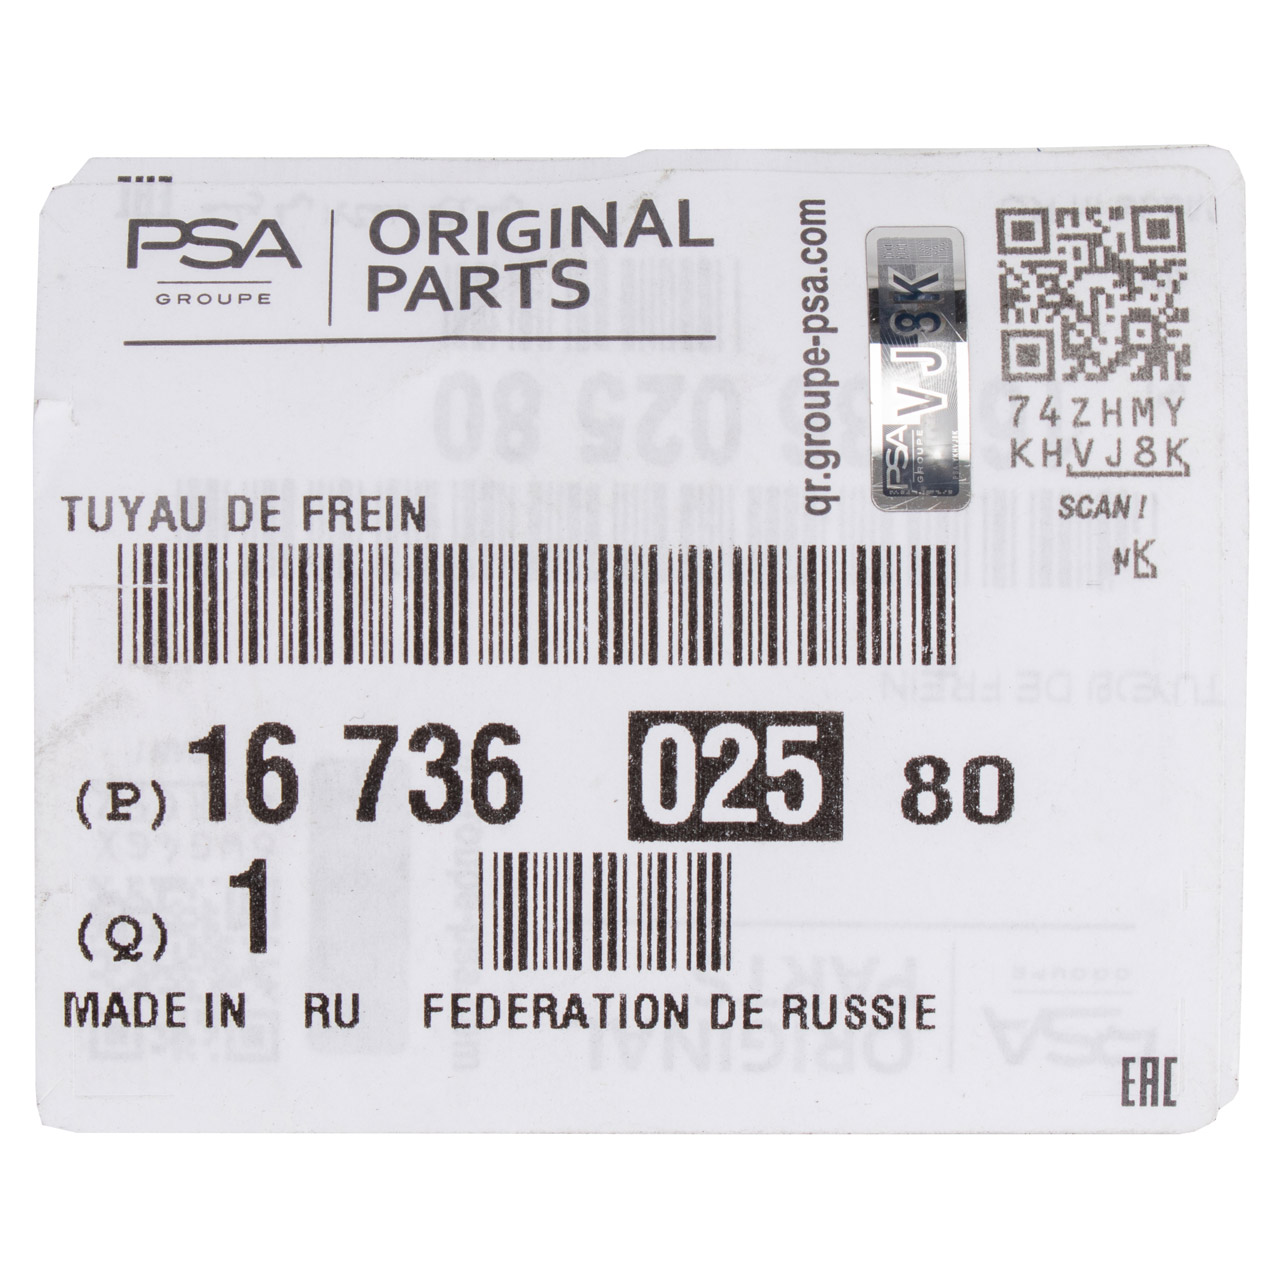 PSA
GROUPE
ORIGINAL
PARTS
qr.groupe-psa.com
PSA
GROUPE
VJ8K
74ZHMY
KHVJ8K
SCAN!
TUYAU DE FREIN
(P) 16 736 025 80
(Q) 1
MADE IN RU FEDERATION DE RUSSIE
EAC